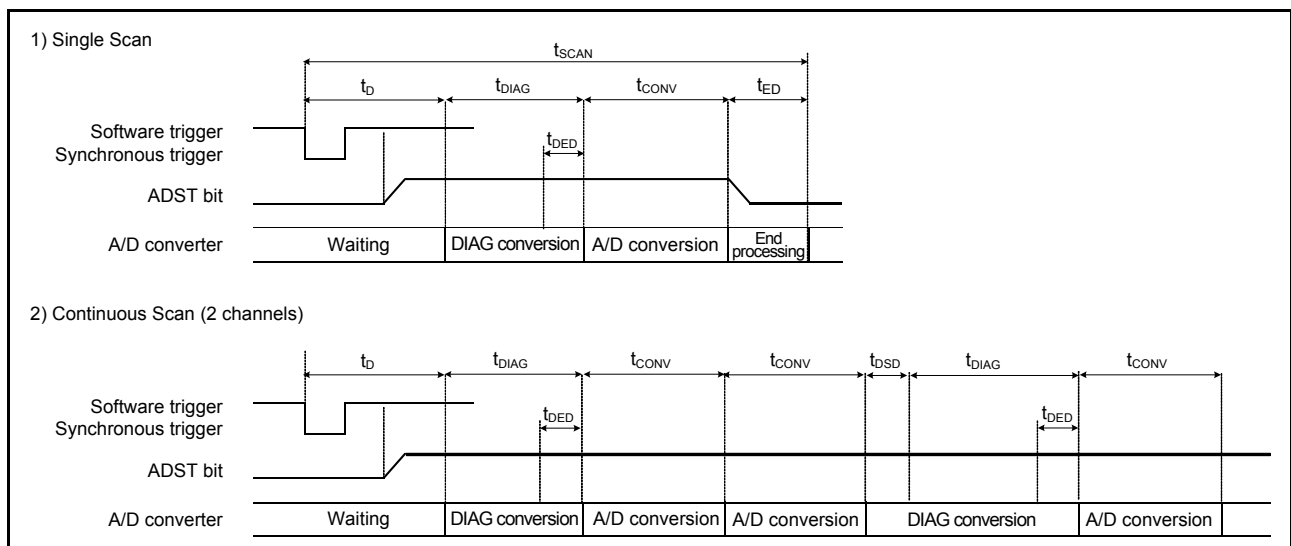 1) Single Scan
tSCAN
tD tDIAG tCONV tED
Software trigger
Synchronous trigger
tDED
ADST bit
A/D converter Waiting DIAG conversion A/D conversion End processing
2) Continuous Scan (2 channels)
tD tDIAG tCONV tCONV tDSD tDIAG tCONV
Software trigger
Synchronous trigger
tDED tDED
ADST bit
A/D converter Waiting DIAG conversion A/D conversion A/D conversion DIAG conversion A/D conversion